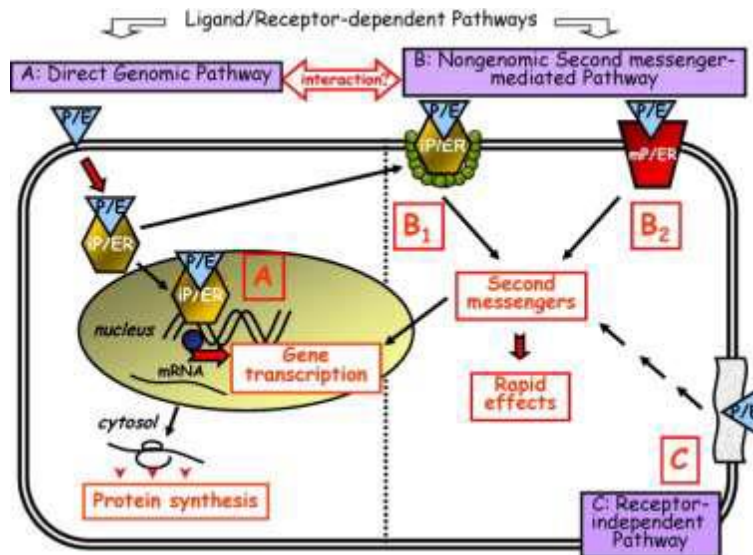 Ligand/Receptor-dependent Pathways
A: Direct Genomic Pathway
interaction?
B: Nongenomic Second messenger-
mediated Pathway
P/E
P/E
P/E
iP/ER
mP/ER
P/E
iP/ER
B1
B2
P/E
iP/ER
A
Second
messengers
nucleus
mRNA
Gene
transcription
Rapid
effects
P/E
cytosol
C
Protein synthesis
C: Receptor-
independent
Pathway